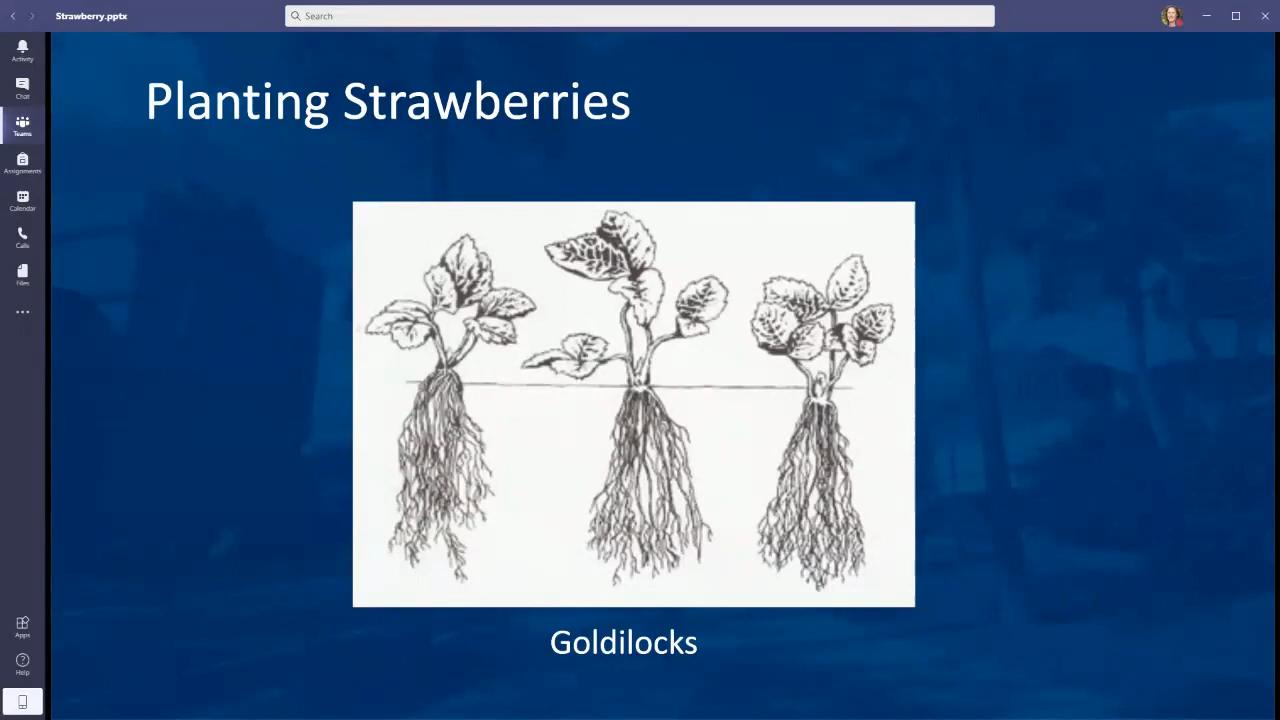 Strawberry.pptx
Search
Activity
Chat
Teams
Assignments
Calendar
Calls
Files
Apps
Help
Planting Strawberries
Goldilocks